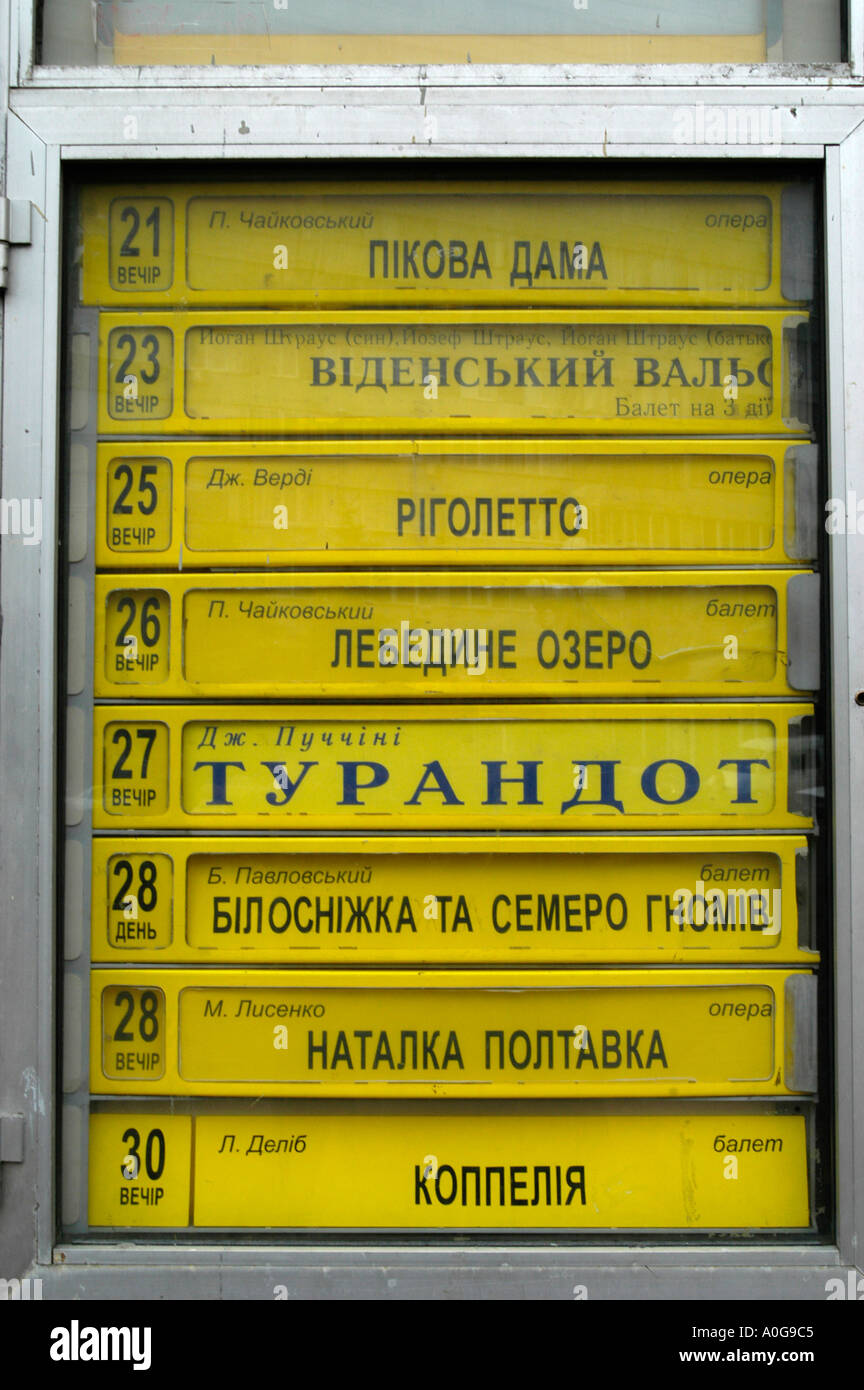 21
ВЕЧІР
П. Чайковський
опера
ПІКОВА ДАМА
23
ВЕЧІР
Йоган Штраус (син), Йозеф Штраус, Йоган Штраус (батьк
ВІДЕНСЬКИЙ ВАЛЬС
Балет на 3 дії
25
ВЕЧІР
Дж. Верді
опера
РІГОЛЕТТО
26
ВЕЧІР
П. Чайковський
балет
ЛЕБЕДИНЕ ОЗЕРО
27
ВЕЧІР
Дж. Пуччіні
ТУРАНДОТ
28
ДЕНЬ
Б. Павловський
балет
БІЛОСНІЖКА ТА СЕМЕРО ГНОМІВ
28
ВЕЧІР
М. Лисенко
опера
НАТАЛКА ПОЛТАВКА
30
ВЕЧІР
Л. Деліб
балет
КОППЕЛІЯ
alamy
Image ID: A0G9C5
www.alamy.com